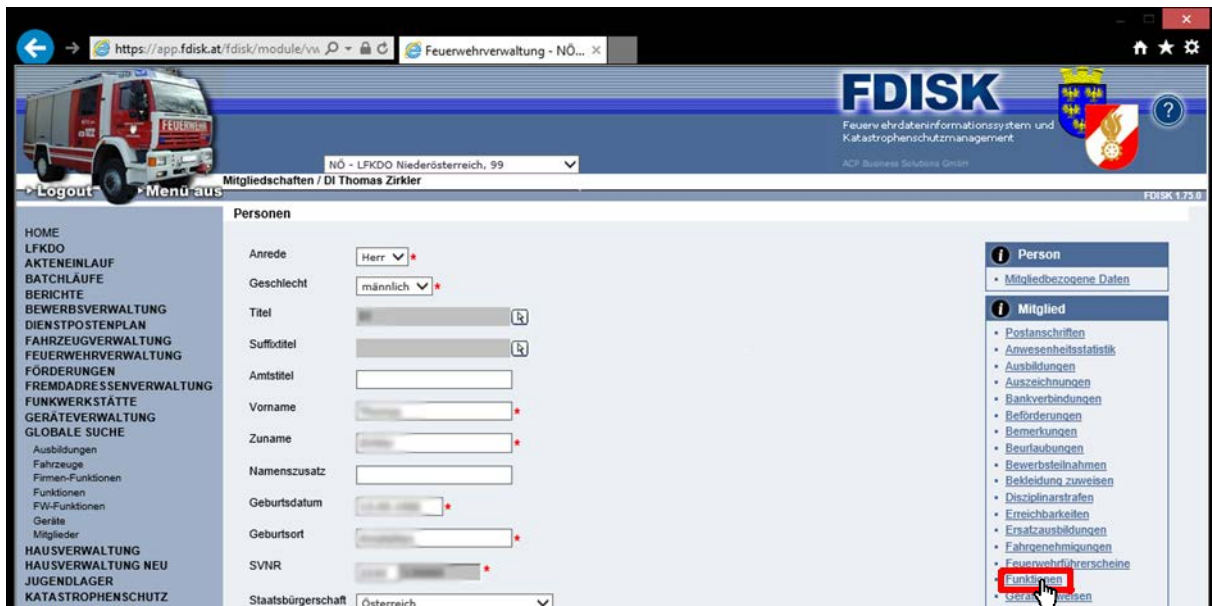 https://app.fdisk.at/fdisk/module/vw
Feuerwehrverwaltung - NÖ...
FEUERWEHR
FDISK
Feuerwehrdateninformationssystem und
Katastrophenschutzmanagement
ACP Business Solutions GmbH
NÖ - LFKDO Niederösterreich, 99
Logout
Menü aus
Mitgliedschaften / DI Thomas Zirkler
FDISK 1.75.0
HOME
LFKDO
AKTENEINLAUF
BATCHLÄUFE
BERICHTE
BEWERBSVERWALTUNG
DIENSTPOSTENPLAN
FAHRZEUGVERWALTUNG
FEUERWEHRVERWALTUNG
FÖRDERUNGEN
FREMDADRESSENVERWALTUNG
FUNKWERKSTÄTTE
GERÄTEVERWALTUNG
GLOBALE SUCHE
Ausbildungen
Fahrzeuge
Firmen-Funktionen
Funktionen
FW-Funktionen
Geräte
Mitglieder
HAUSVERWALTUNG
HAUSVERWALTUNG NEU
JUGENDLAGER
KATASTROPHENSCHUTZ
Personen
Anrede
Herr *
Geschlecht
männlich *
Titel
Suffixtitel
Amtstitel
Vorname
*
Zuname
*
Namenszusatz
Geburtsdatum
*
Geburtsort
*
SVNR
*
Staatsbürgerschaft
Österreich
Person
Mitgliedbezogene Daten
Mitglied
Postanschriften
Anwesenheitsstatistik
Ausbildungen
Auszeichnungen
Bankverbindungen
Beförderungen
Bemerkungen
Beurlaubungen
Bewerbsteilnahmen
Bekleidung zuweisen
Disziplinarstrafen
Erreichbarkeiten
Ersatzausbildungen
Fahrgenehmigungen
Feuerwehrführerscheine
Funktionen